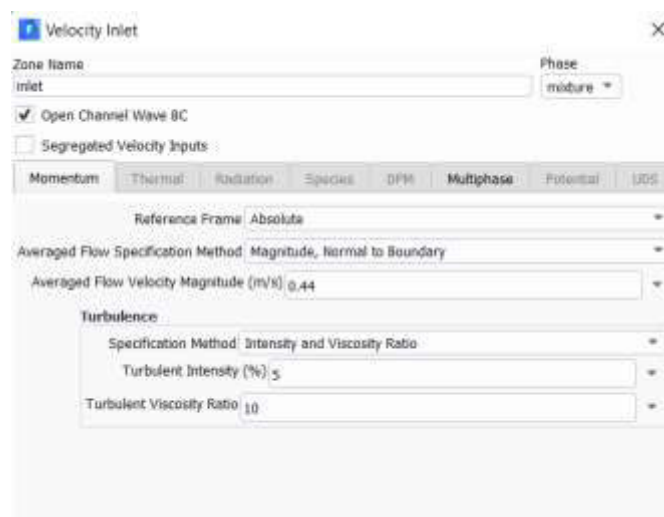 Velocity Inlet
Zone Name
Phase
inlet
mixture
Open Channel Wave BC
Segregated Velocity Inputs
Momentum Thermal Radiation Species DPM Multiphase Potential UDS
Reference Frame Absolute
Averaged Flow Specification Method Magnitude, Normal to Boundary
Averaged Flow Velocity Magnitude (m/s) 0.44
Turbulence
Specification Method Intensity and Viscosity Ratio
Turbulent Intensity (%) 5
Turbulent Viscosity Ratio 10